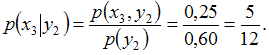 p(x₃|y₂) = p(x₃, y₂) / p(y₂) = 0,25 / 0,60 = 5 / 12 .